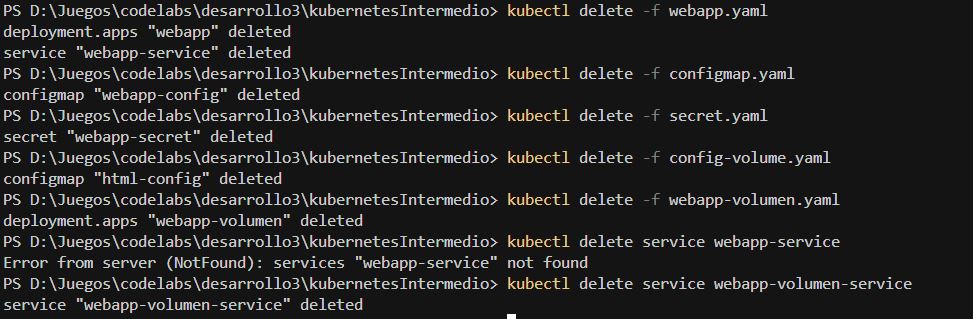 PS D:\Juegos\codelabs\desarrollo3\kubernetesIntermedio> kubectl delete -f webapp.yaml
deployment.apps "webapp" deleted
service "webapp-service" deleted
PS D:\Juegos\codelabs\desarrollo3\kubernetesIntermedio> kubectl delete -f configmap.yaml
configmap "webapp-config" deleted
PS D:\Juegos\codelabs\desarrollo3\kubernetesIntermedio> kubectl delete -f secret.yaml
secret "webapp-secret" deleted
PS D:\Juegos\codelabs\desarrollo3\kubernetesIntermedio> kubectl delete -f config-volume.yaml
configmap "html-config" deleted
PS D:\Juegos\codelabs\desarrollo3\kubernetesIntermedio> kubectl delete -f webapp-volumen.yaml
deployment.apps "webapp-volumen" deleted
PS D:\Juegos\codelabs\desarrollo3\kubernetesIntermedio> kubectl delete service webapp-service
Error from server (NotFound): services "webapp-service" not found
PS D:\Juegos\codelabs\desarrollo3\kubernetesIntermedio> kubectl delete service webapp-volumen-service
service "webapp-volumen-service" deleted